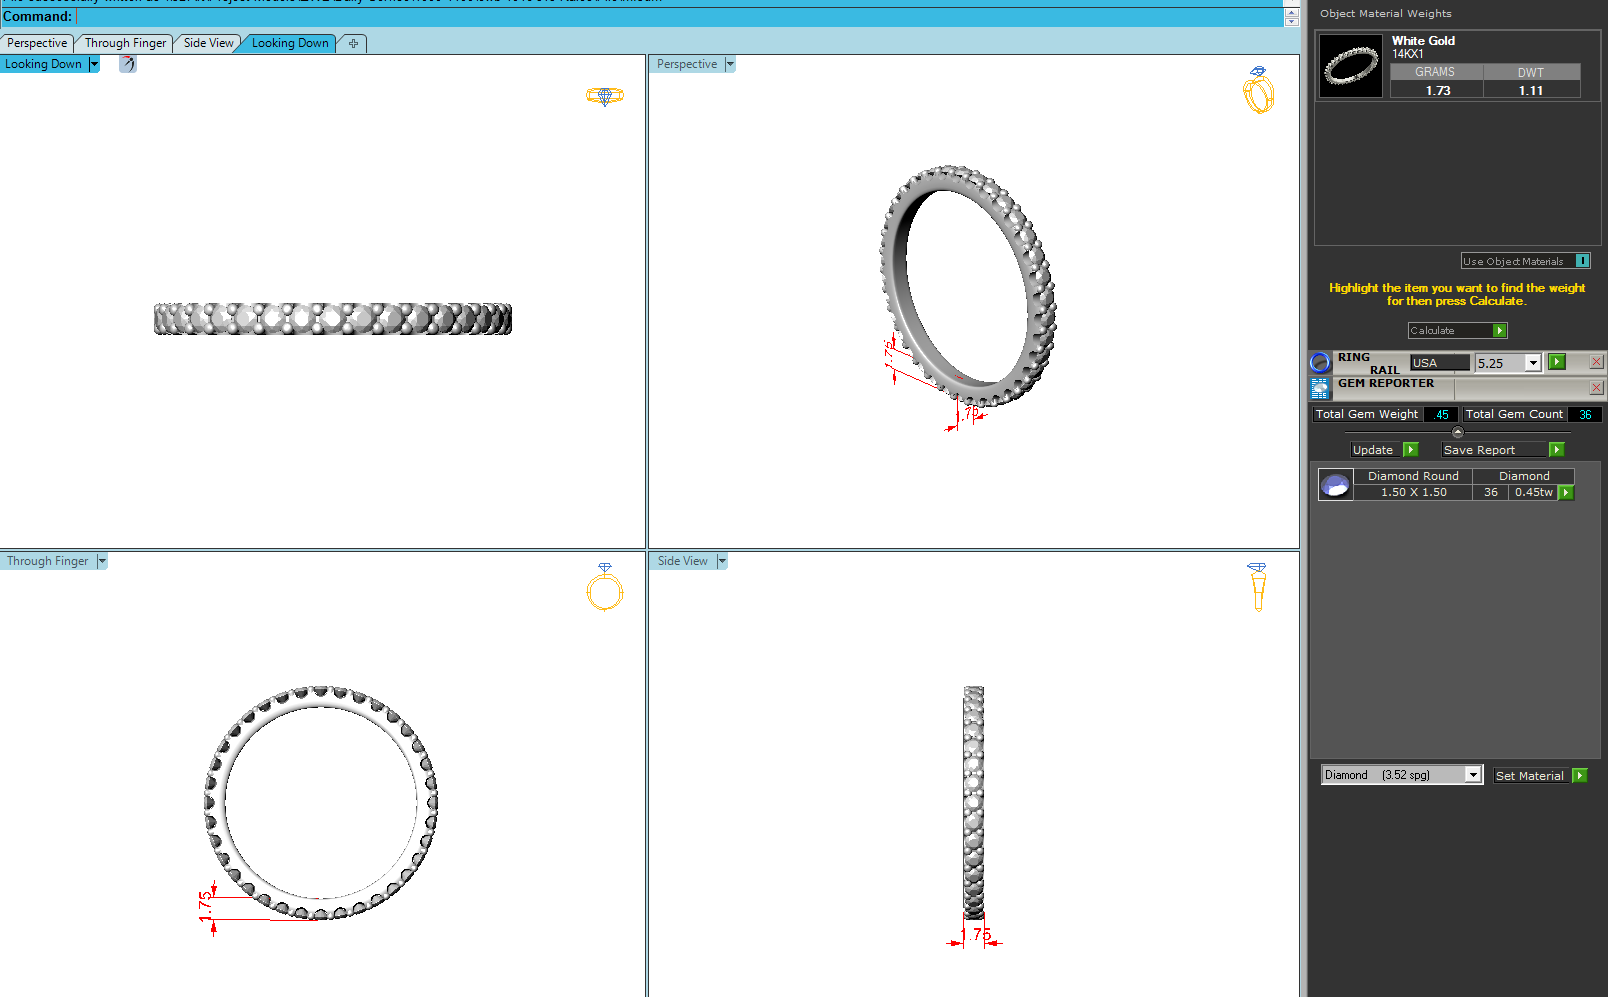 Command:
Perspective
Through Finger
Side View
Looking Down
Looking Down
Perspective
1.75
1.75
Through Finger
1.75
Side View
1.75
Object Material Weights
White Gold
14KX1
GRAMS DWT
1.73 1.11
Use Object Materials
Highlight the item you want to find the weight
for then press Calculate.
Calculate
RING
RAIL
USA
5.25
GEM REPORTER
Total Gem Weight .45 Total Gem Count 36
Update Save Report
Diamond Round Diamond
1.50 X 1.50 36 0.45tw
Diamond (3.52 spg) Set Material